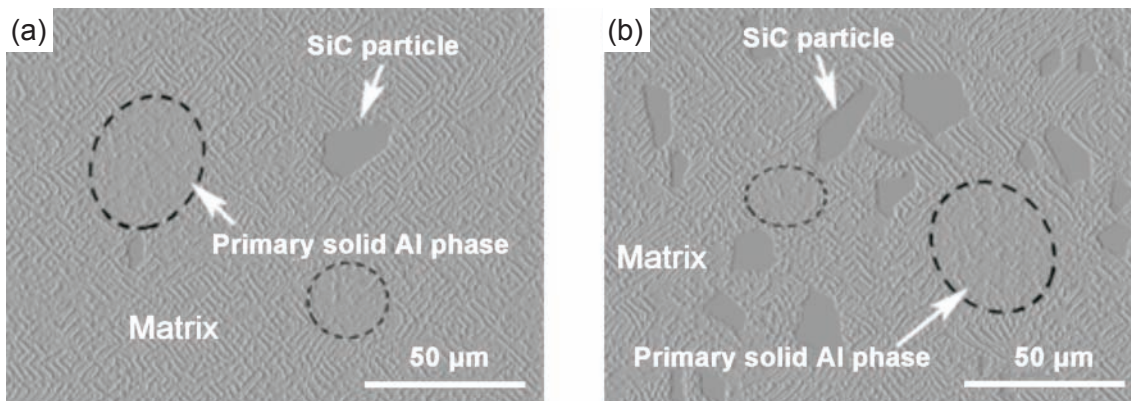 (a)
SiC particle
Primary solid Al phase
Matrix
50 μm
(b)
SiC particle
Matrix
Primary solid Al phase
50 μm